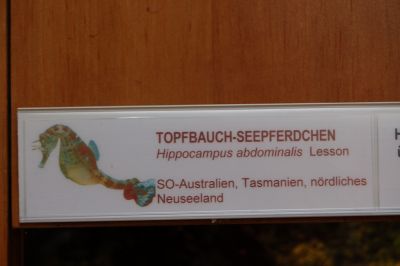 TOPFBAUCH-SEEPFERDCHEN
Hippocampus abdominalis Lesson
SO-Australien, Tasmanien, nördliches
Neuseeland